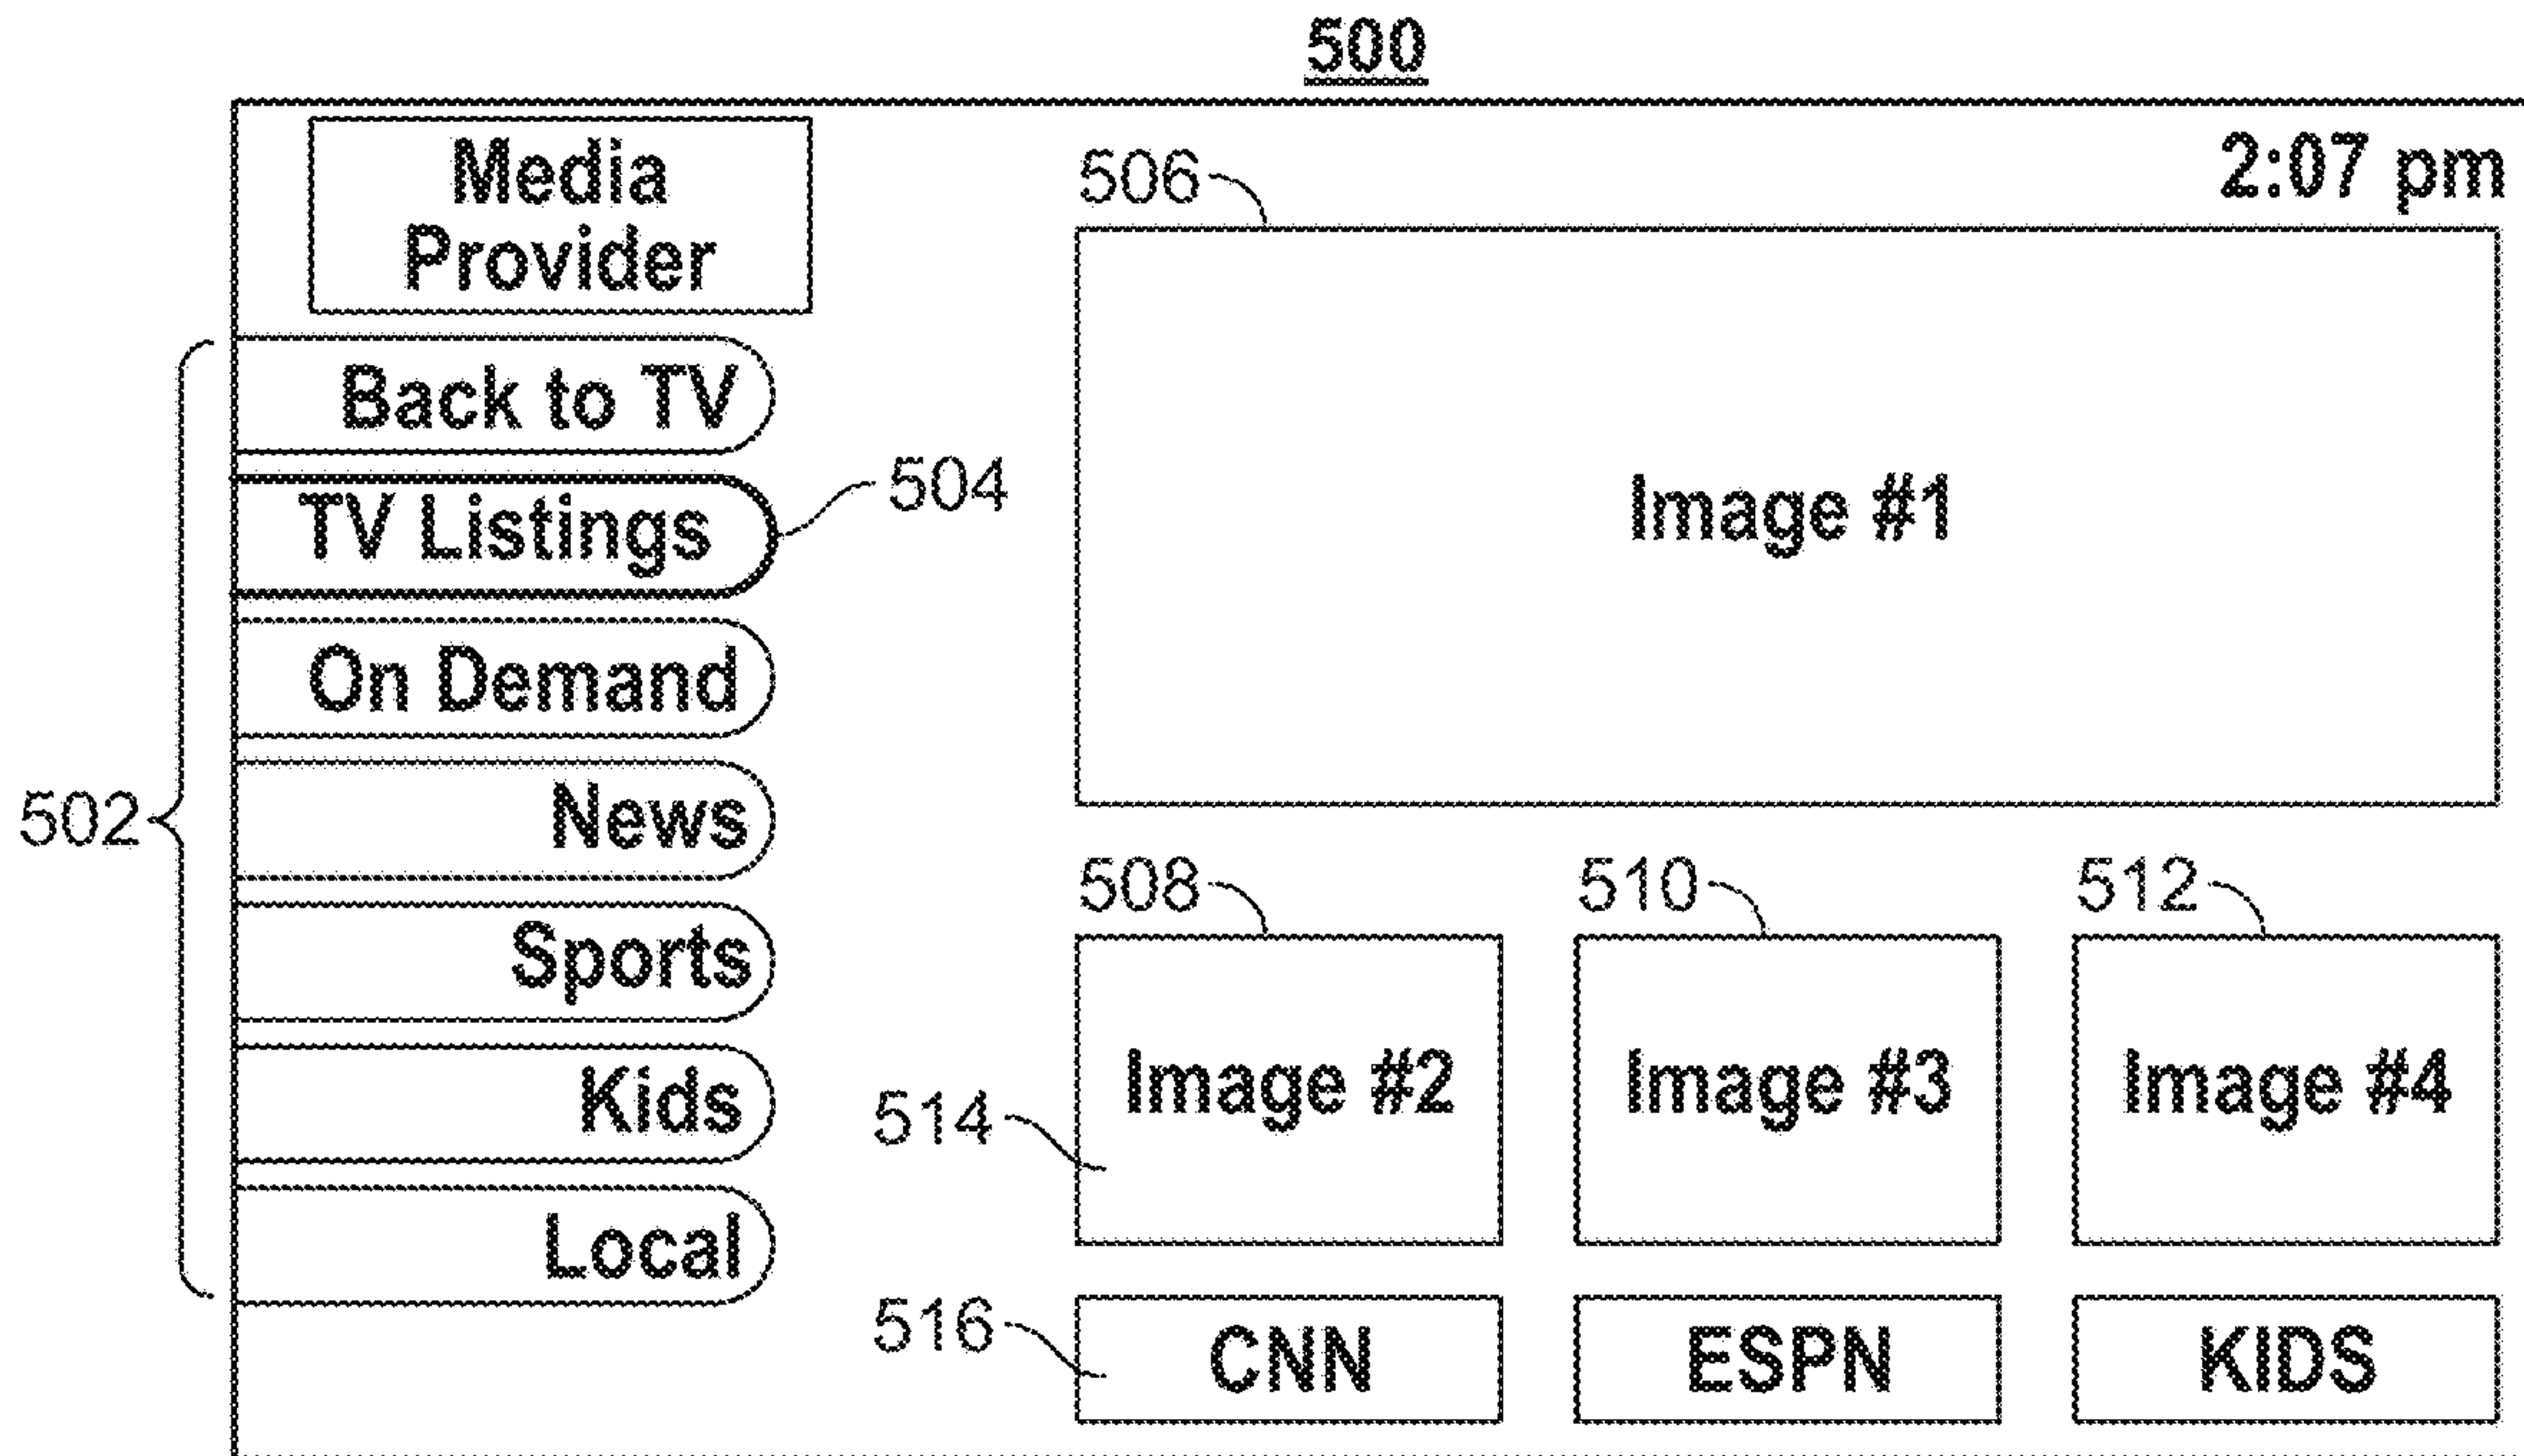 500
Media
Provider
2:07 pm
506
Back to TV
TV Listings
504
Image #1
On Demand
News
502
508
510
512
Sports
Image #2
Image #3
Image #4
Kids
514
Local
516
CNN
ESPN
KIDS